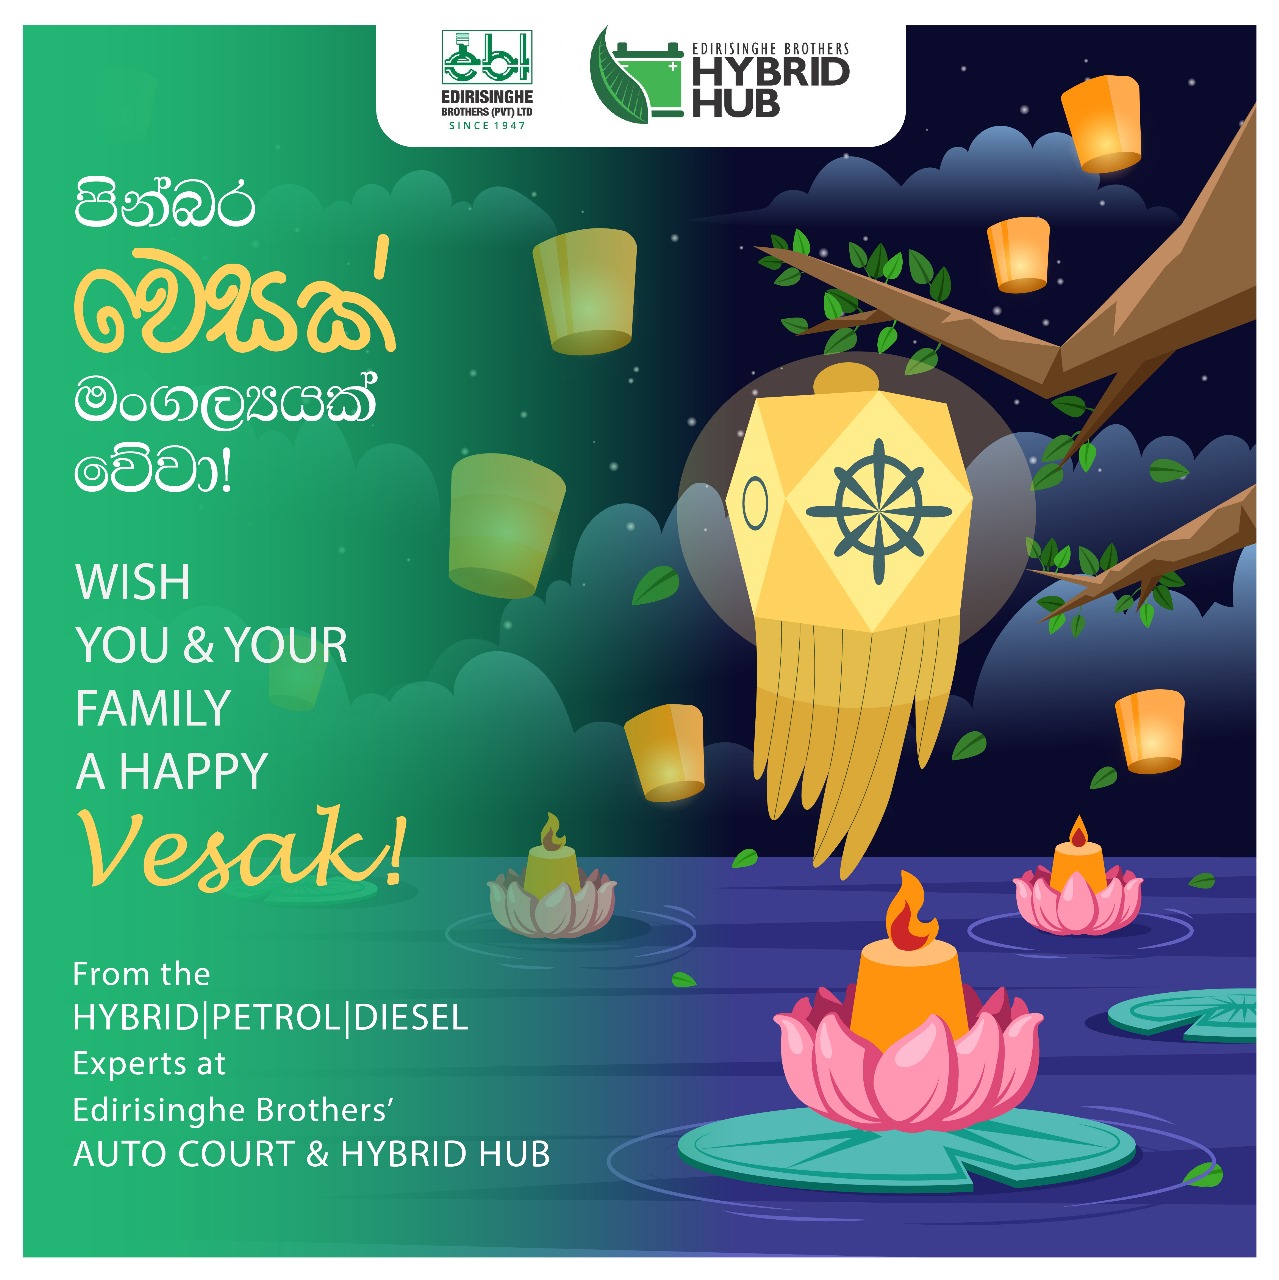 ebl
EDIRISINGHE
BROTHERS (PVT) LTD
SINCE 1947
EDIRISINGHE BROTHERS
HYBRID
HUB
පින්බර
වෙසක්
මංගල්‍යයක්
වේවා!
WISH
YOU & YOUR
FAMILY
A HAPPY
Vesak!
From the
HYBRID|PETROL|DIESEL
Experts at
Edirisinghe Brothers’
AUTO COURT & HYBRID HUB